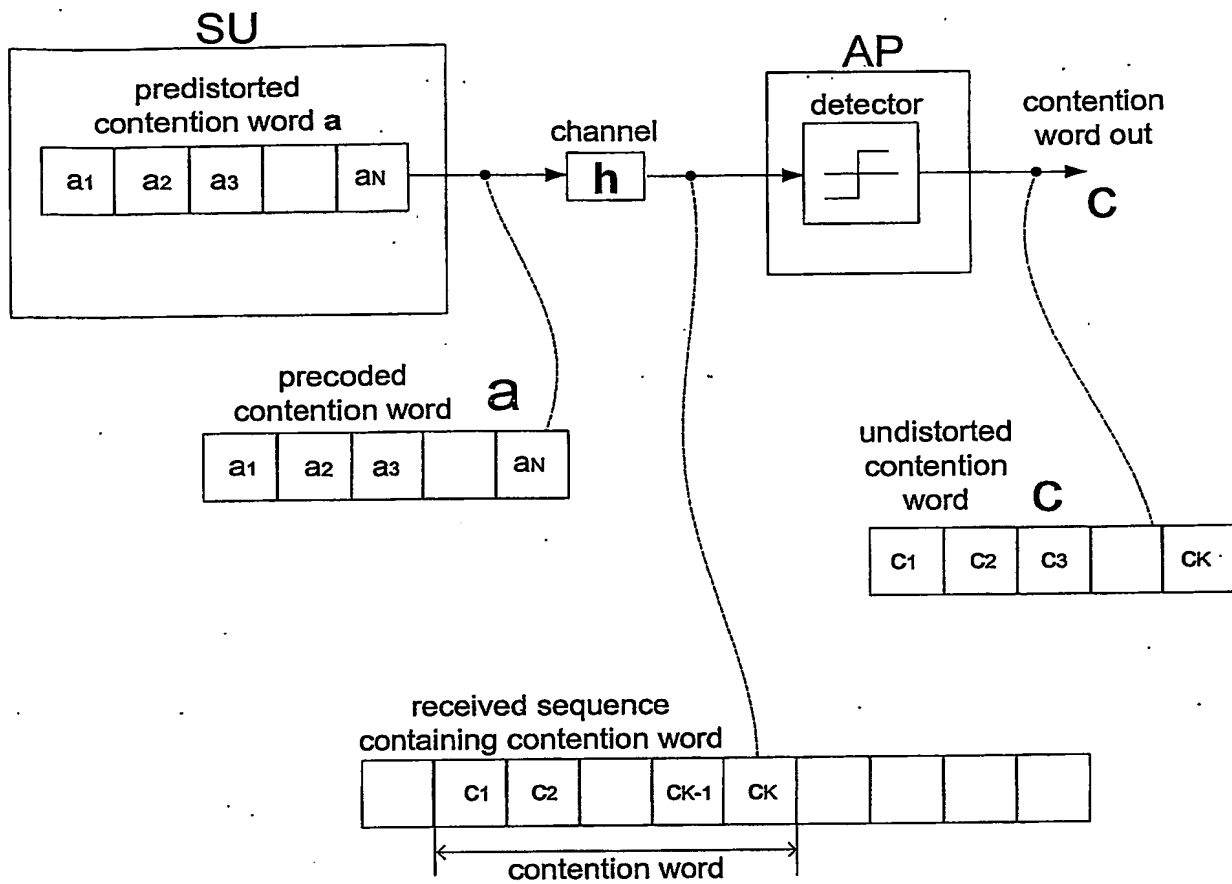 SU
predistorted
contention word a
a1 a2 a3 aN
channel
h
AP
detector
contention
word out
C
precoded
contention word a
a1 a2 a3 aN
undistorted
contention
word C
C1 C2 C3 CK
received sequence
containing contention word
C1 C2 CK-1 CK
contention word